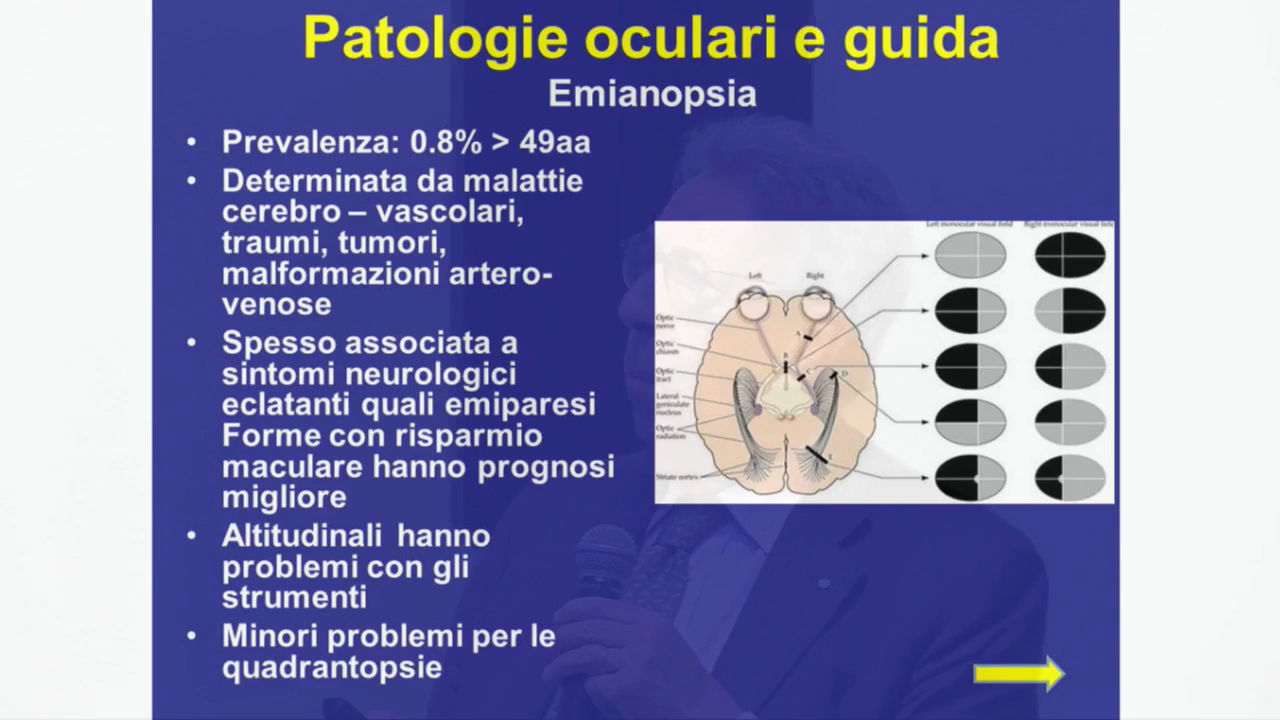 Patologie oculari e guida
Emianopsia
• Prevalenza: 0.8% > 49aa
• Determinata da malattie
cerebro – vascolari,
traumi, tumori,
malformazioni artero-
venose
• Spesso associata a
sintomi neurologici
eclatanti quali emiparesi
Forme con risparmio
maculare hanno prognosi
migliore
• Altitudinali hanno
problemi con gli
strumenti
• Minori problemi per le
quadrantopsie
Left monocular visual field
Right monocular visual field
Left
Right
Optic
nerve
Optic
chiasm
Optic
tract
Lateral
geniculate
nucleus
Optic
radiation
Striate cortex
A
B
C
D
E